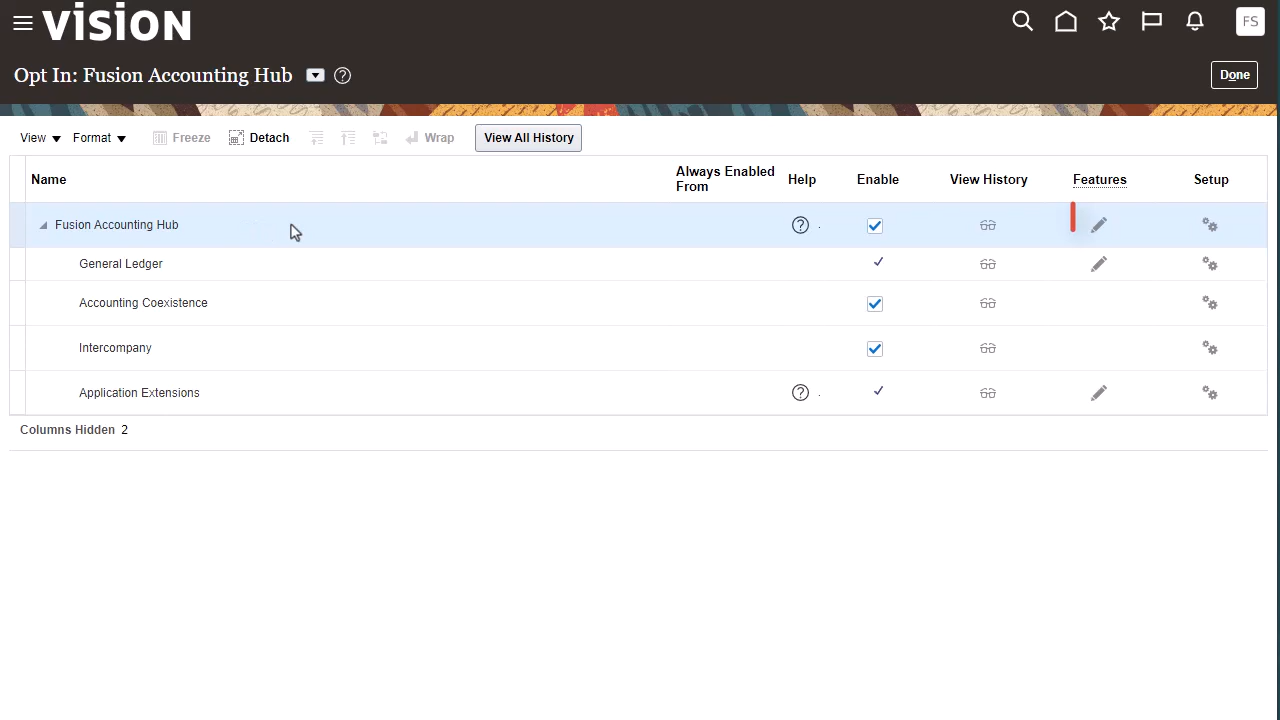 vision
FS
Opt In: Fusion Accounting Hub
Done
View Format Freeze Detach Wrap View All History
Name Always Enabled From Help Enable View History Features Setup
Fusion Accounting Hub
General Ledger
Accounting Coexistence
Intercompany
Application Extensions
Columns Hidden 2